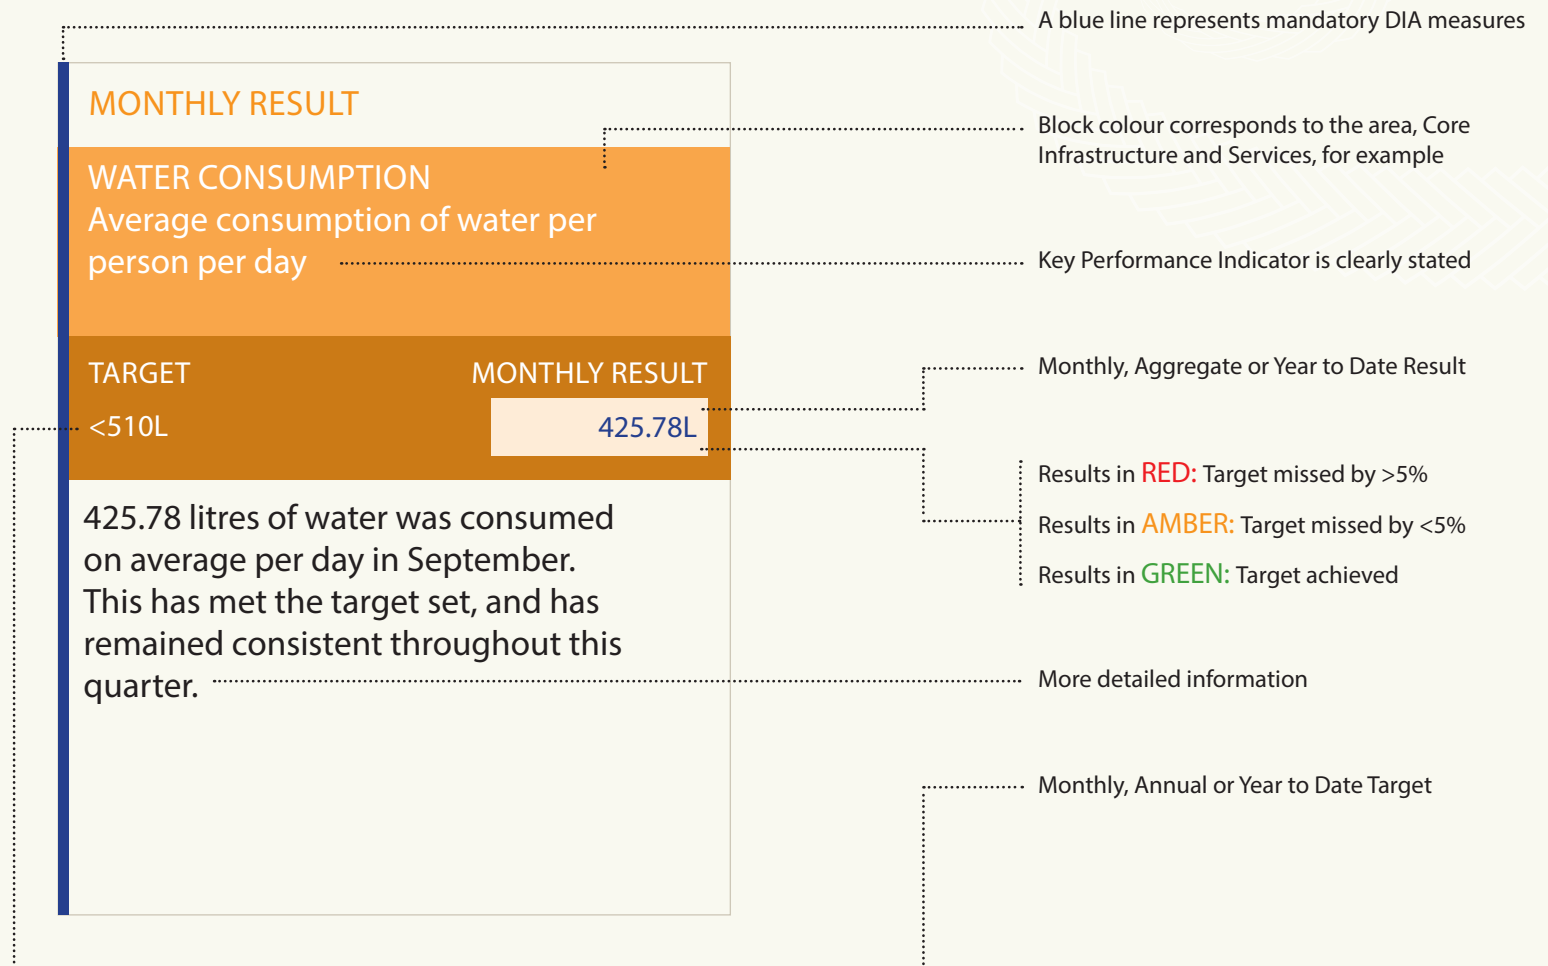 A blue line represents mandatory DIA measures
MONTHLY RESULT
Block colour corresponds to the area, Core
Infrastructure and Services, for example
WATER CONSUMPTION
Average consumption of water per
person per day
Key Performance Indicator is clearly stated
TARGET
MONTHLY RESULT
<510L
425.78L
Monthly, Aggregate or Year to Date Result
Results in RED: Target missed by >5%
Results in AMBER: Target missed by <5%
Results in GREEN: Target achieved
425.78 litres of water was consumed
on average per day in September.
This has met the target set, and has
remained consistent throughout this
quarter.
More detailed information
Monthly, Annual or Year to Date Target